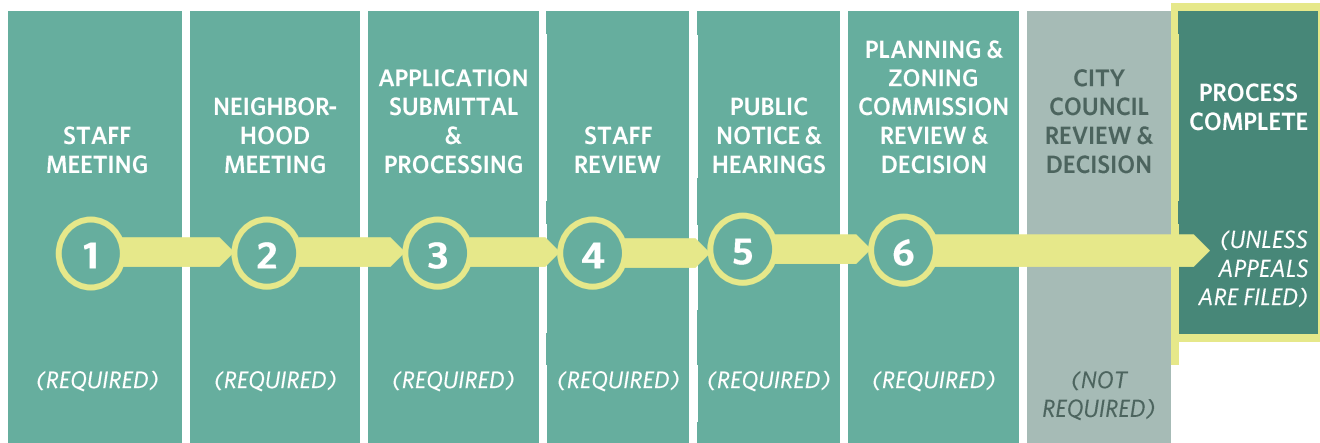 STAFF
MEETING
1
(REQUIRED)
NEIGHBOR-
HOOD
MEETING
2
(REQUIRED)
APPLICATION
SUBMITTAL
&
PROCESSING
3
(REQUIRED)
STAFF
REVIEW
4
(REQUIRED)
PUBLIC
NOTICE &
HEARINGS
5
(REQUIRED)
PLANNING &
ZONING
COMMISSION
REVIEW &
DECISION
6
(REQUIRED)
CITY
COUNCIL
REVIEW &
DECISION
(NOT
REQUIRED)
PROCESS
COMPLETE
(UNLESS
APPEALS
ARE FILED)